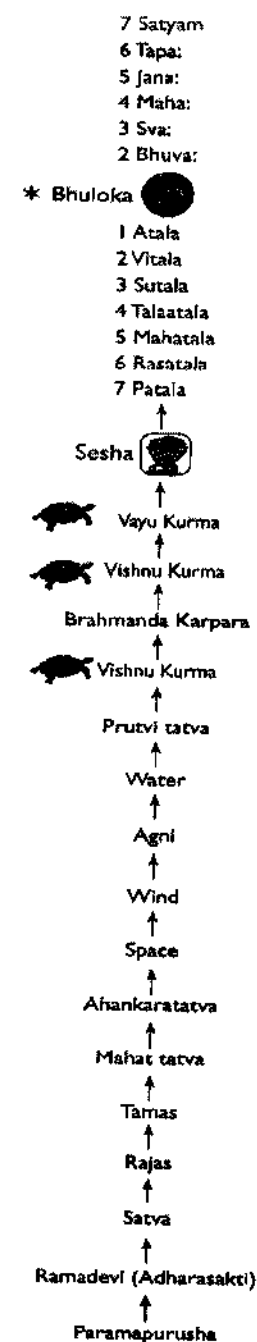 7 Satyam
6 Tapa:
5 Jana:
4 Maha:
3 Sva:
2 Bhuva:
* Bhuloka
1 Atala
2 Vitala
3 Sutala
4 Talaatala
5 Mahatala
6 Rasatala
7 Patala
Sesha
Vayu Kurma
Vishnu Kurma
Brahmanda Karpara
Vishnu Kurma
Prutvi tatva
Water
Agni
Wind
Space
Ahankaratatva
Mahat tatva
Tamas
Rajas
Satva
Ramadevi (Adharasakti)
Paramapurusha